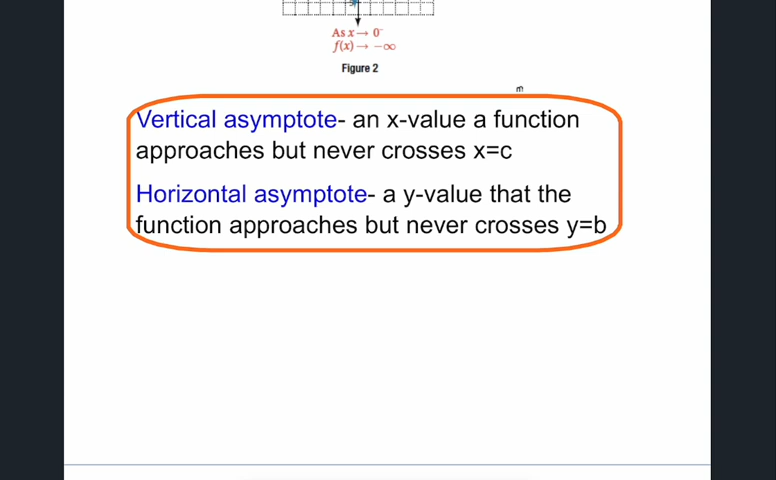 As x→ 0⁻
f(x)→ −∞
Figure 2
m
Vertical asymptote- an x-value a function
approaches but never crosses x=c
Horizontal asymptote- a y-value that the
function approaches but never crosses y=b